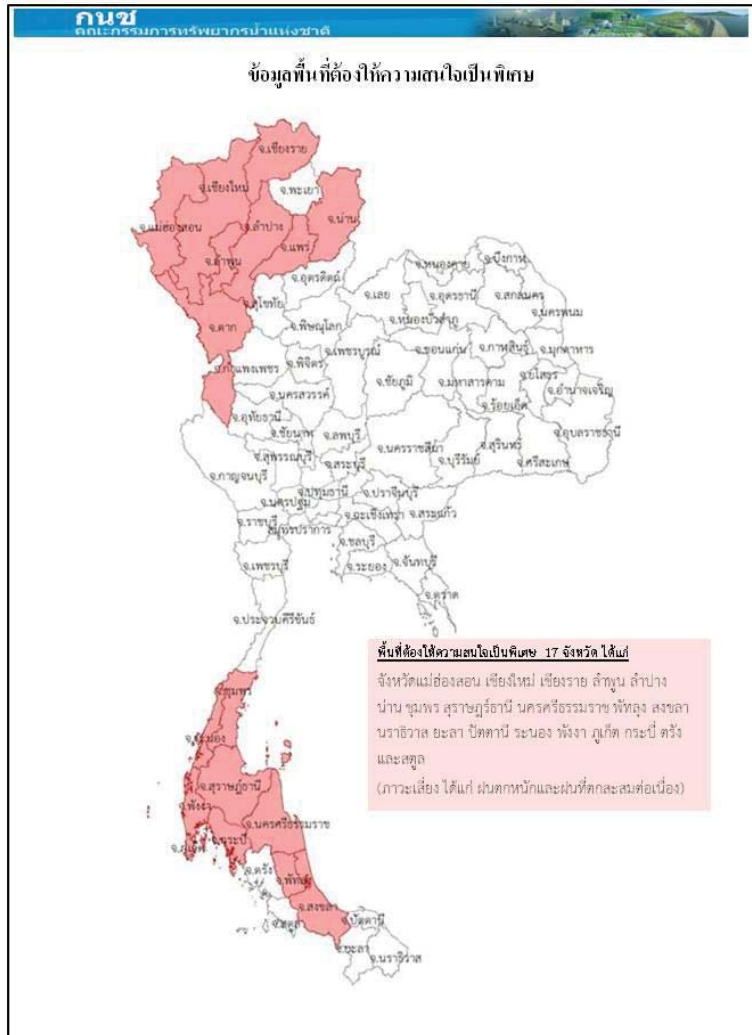 กนช
คณะกรรมการทรัพยากรน้ำแห่งชาติ
ข้อมูลพื้นที่ต้องให้ความสนใจเป็นพิเศษ
จ.เชียงราย
จ.เชียงใหม่
จ.พะเยา
จ.น่าน
จ.แม่ฮ่องสอน
จ.ลำปาง
จ.แพร่
จ.ลำพูน
จ.บึงกาฬ
จ.หนองคาย
จ.อุตรดิตถ์
จ.เลย
จ.อุดรธานี
จ.สกลนคร
จ.สุโขทัย
จ.นครพนม
จ.ตาก
จ.พิษณุโลก
จ.หนองบัวลำภู
จ.เพชรบูรณ์
จ.ขอนแก่น
จ.กาฬสินธุ์
จ.มุกดาหาร
จ.กำแพงเพชร
จ.พิจิตร
จ.ชัยภูมิ
จ.มหาสารคาม
จ.ยโสธร
จ.อำนาจเจริญ
จ.นครสวรรค์
จ.ร้อยเอ็ด
จ.อุทัยธานี
จ.ชัยนาท
จ.ลพบุรี
จ.อุบลราชธานี
จ.นครราชสีมา
จ.สุรินทร์
จ.สุพรรณบุรี
จ.สระบุรี
จ.บุรีรัมย์
จ.ศรีสะเกษ
จ.กาญจนบุรี
จ.ปทุมธานี
จ.ปราจีนบุรี
จ.นครปฐม
จ.ฉะเชิงเทรา
จ.สระแก้ว
จ.ราชบุรี
สมุทรปราการ
จ.ชลบุรี
จ.เพชรบุรี
จ.ระยอง
จ.จันทบุรี
จ.ตราด
จ.ประจวบคีรีขันธ์
พื้นที่ต้องให้ความสนใจเป็นพิเศษ 17 จังหวัด ได้แก่
จังหวัดแม่ฮ่องสอน เชียงใหม่ เชียงราย ลำพูน ลำปาง
น่าน ชุมพร สุราษฎร์ธานี นครศรีธรรมราช พัทลุง สงขลา
นราธิวาส ยะลา ปัตตานี ระนอง พังงา ภูเก็ต กระบี่ ตรัง
และสตูล
(ภาวะเสี่ยง ได้แก่ ฝนตกหนักและฝนที่ตกสะสมต่อเนื่อง)
จ.ชุมพร
จ.ระนอง
จ.สุราษฎร์ธานี
จ.พังงา
จ.นครศรีธรรมราช
จ.กระบี่
จ.ภูเก็ต
จ.ตรัง
จ.พัทลุง
จ.สงขลา
จ.สตูล
จ.ปัตตานี
จ.ยะลา
จ.นราธิวาส